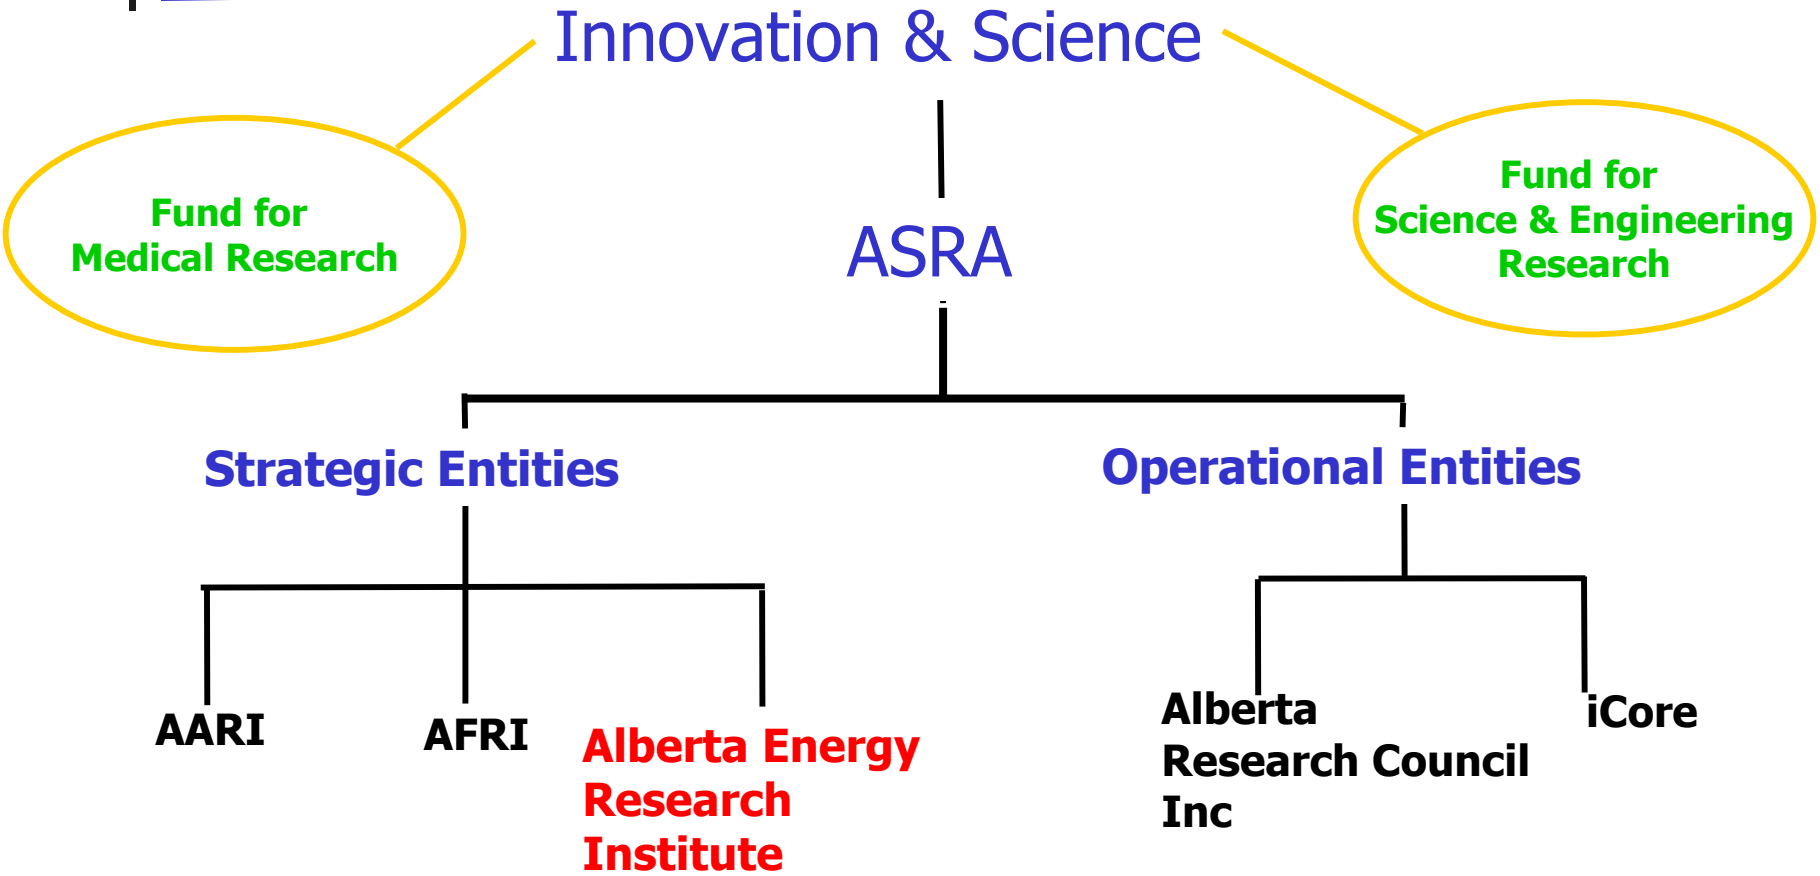 Innovation & Science
Fund for
Medical Research
Fund for
Science & Engineering
Research
ASRA
Strategic Entities
Operational Entities
AARI
AFRI
Alberta Energy
Research
Institute
Alberta
Research Council
Inc
iCore